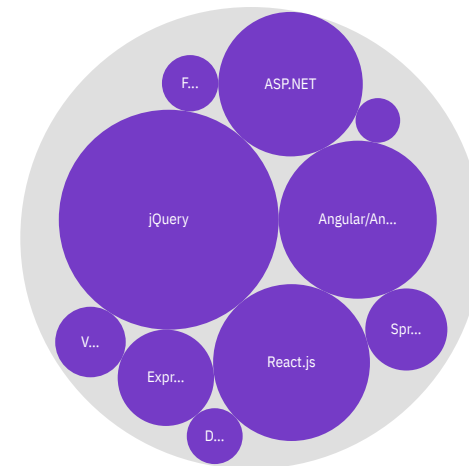 F...
ASP.NET
jQuery
Angular/An...
V...
Expr...
React.js
Spr...
D...